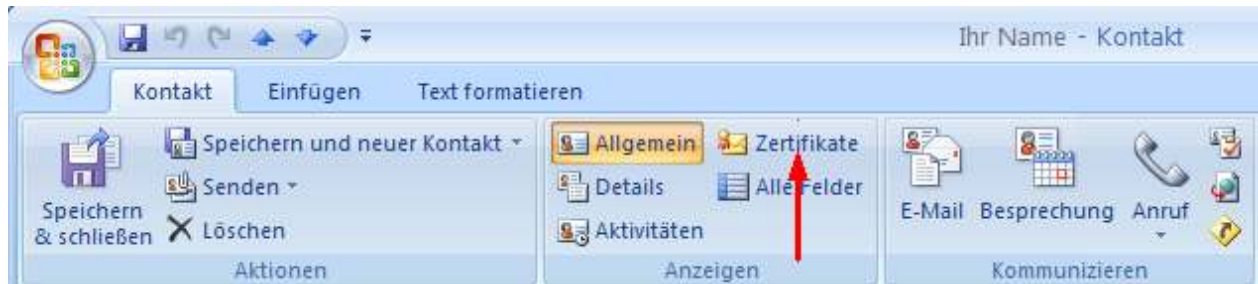 Ihr Name - Kontakt
Kontakt Einfügen Text formatieren
Speichern & schließen
Speichern und neuer Kontakt
Senden
Löschen
Aktionen
Allgemein
Details
Aktivitäten
Zertifikate
Alle Felder
Anzeigen
E-Mail
Besprechung
Anruf
Kommunizieren